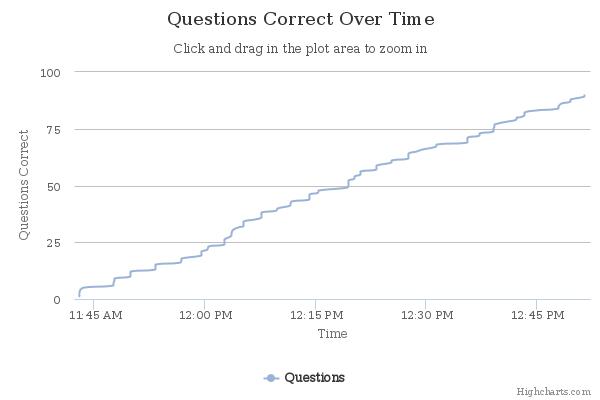 Questions Correct Over Time
Click and drag in the plot area to zoom in
Questions Correct
100
75
50
25
0
11:45 AM 12:00 PM 12:15 PM 12:30 PM 12:45 PM
Time
Questions
Highcharts.com